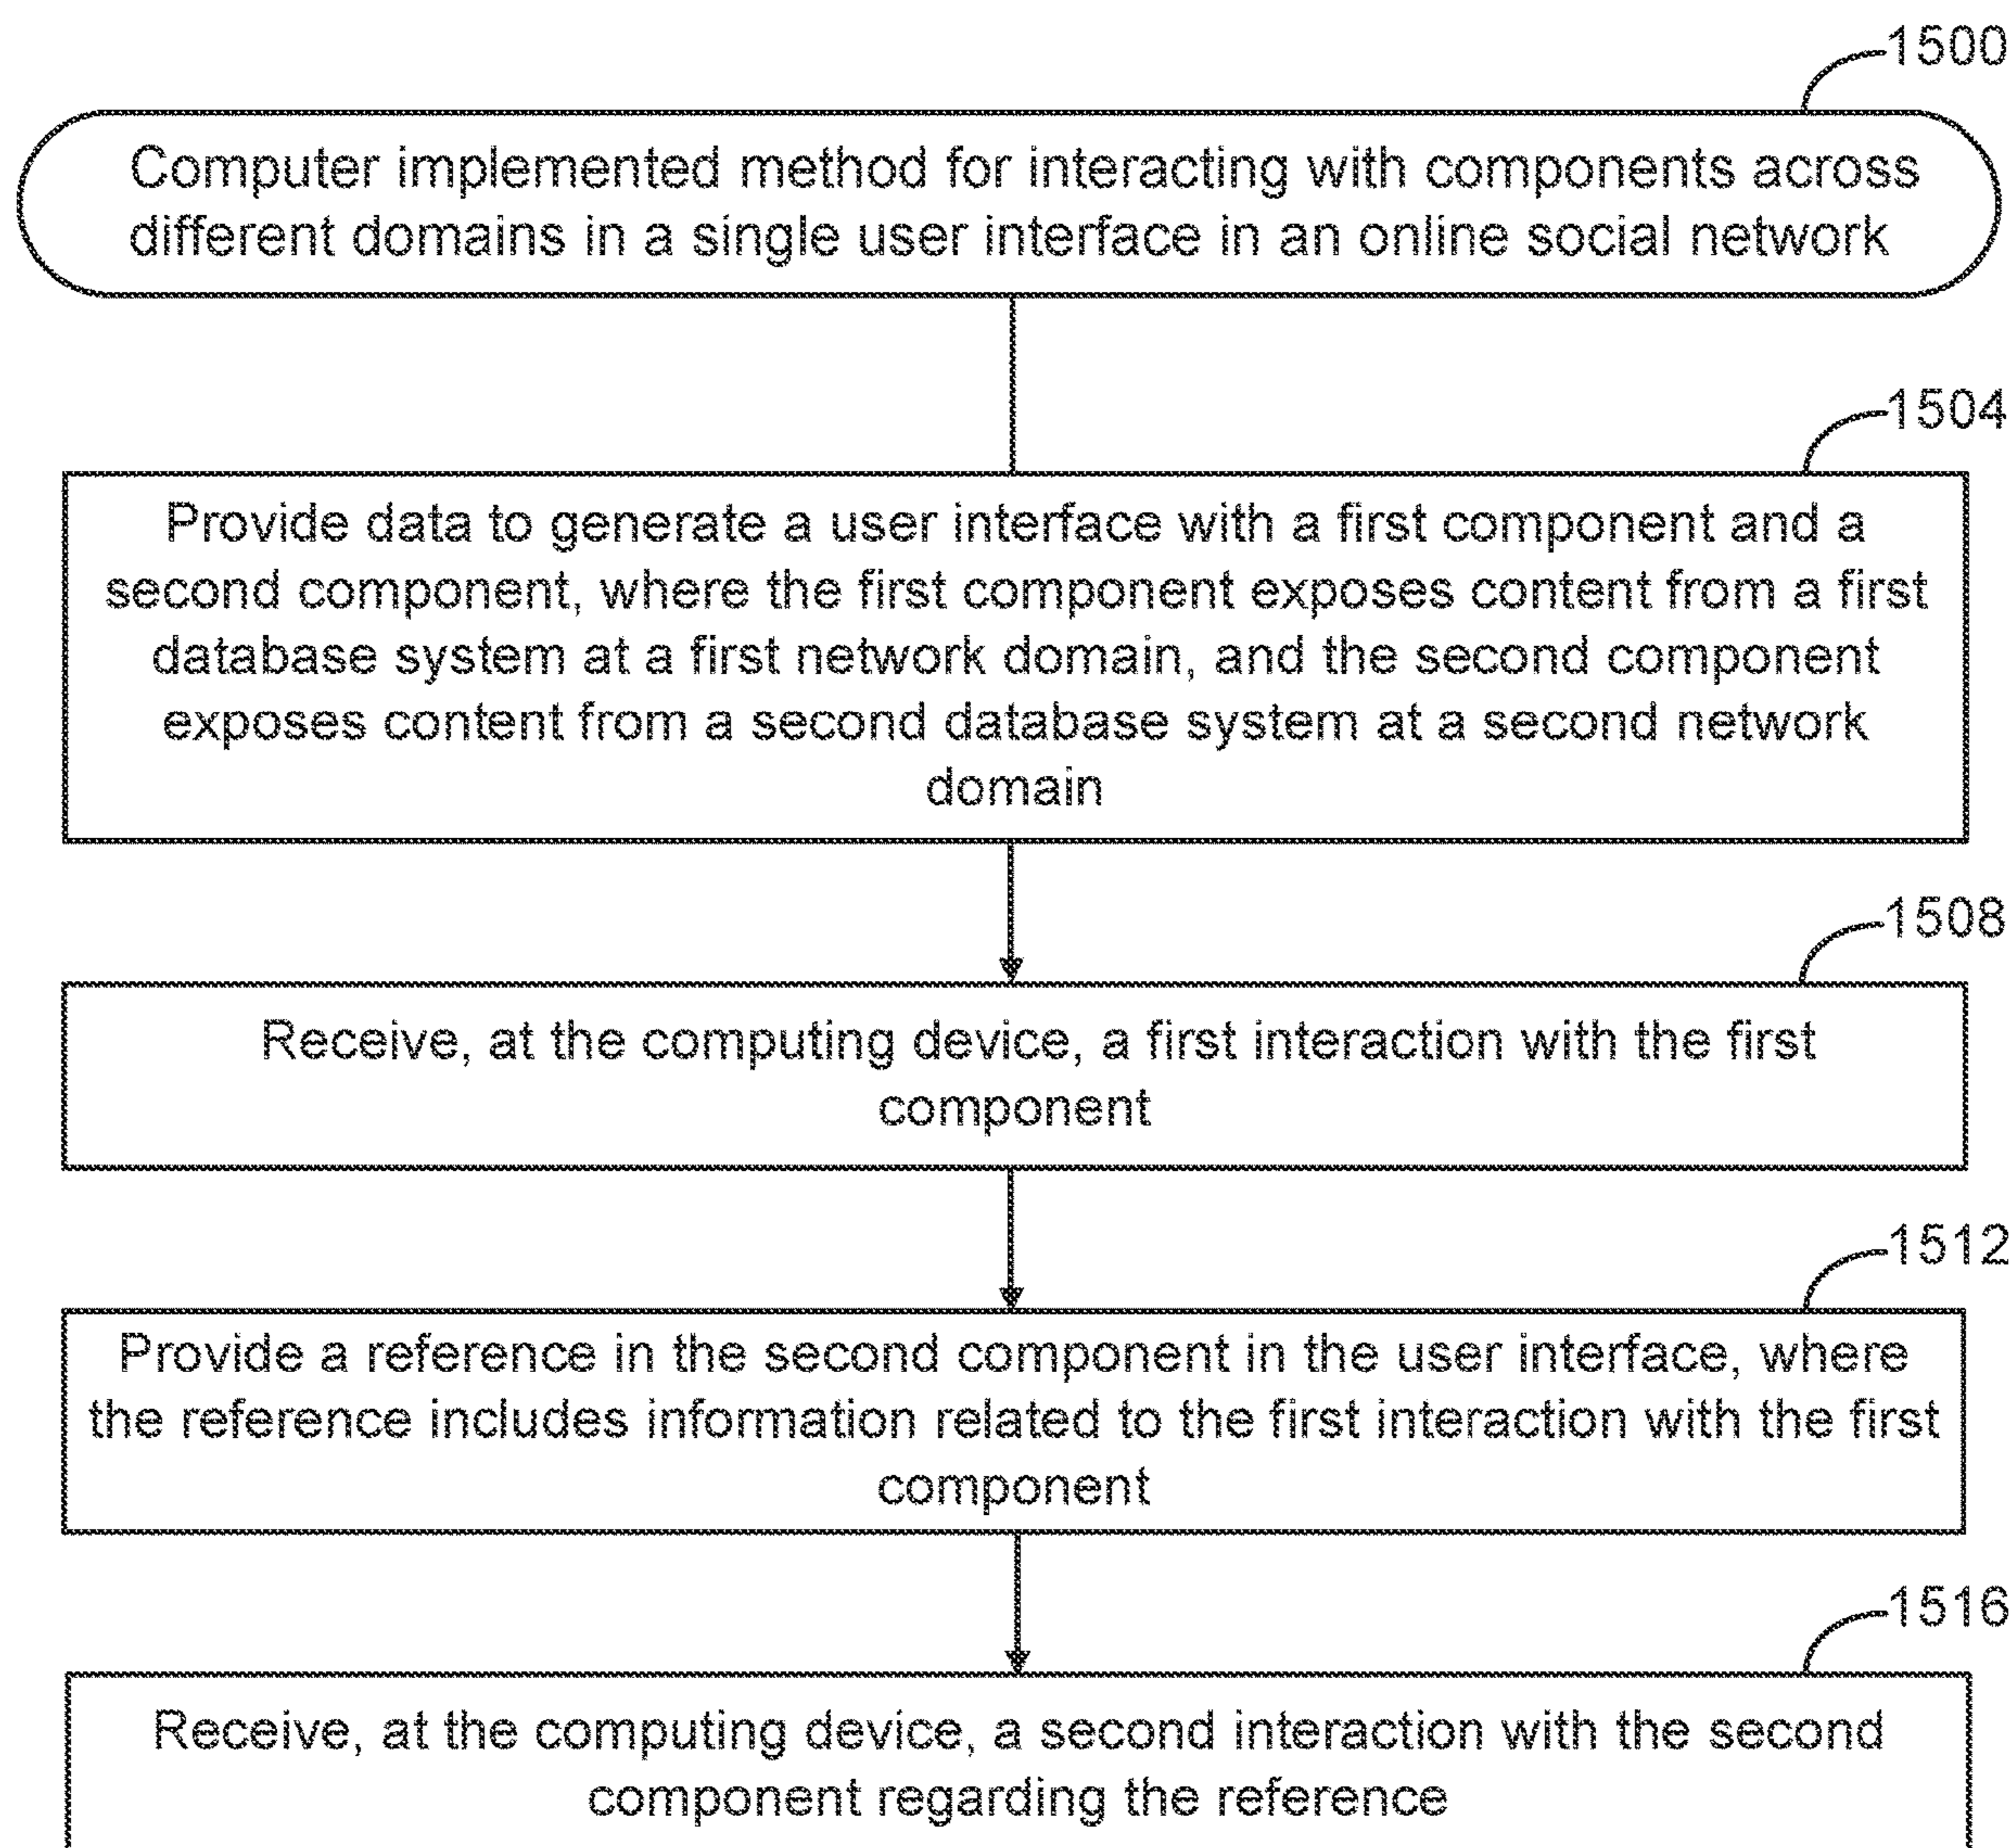 1500
Computer implemented method for interacting with components across
different domains in a single user interface in an online social network
1504
Provide data to generate a user interface with a first component and a
second component, where the first component exposes content from a first
database system at a first network domain, and the second component
exposes content from a second database system at a second network
domain
1508
Receive, at the computing device, a first interaction with the first
component
1512
Provide a reference in the second component in the user interface, where
the reference includes information related to the first interaction with the first
component
1516
Receive, at the computing device, a second interaction with the second
component regarding the reference